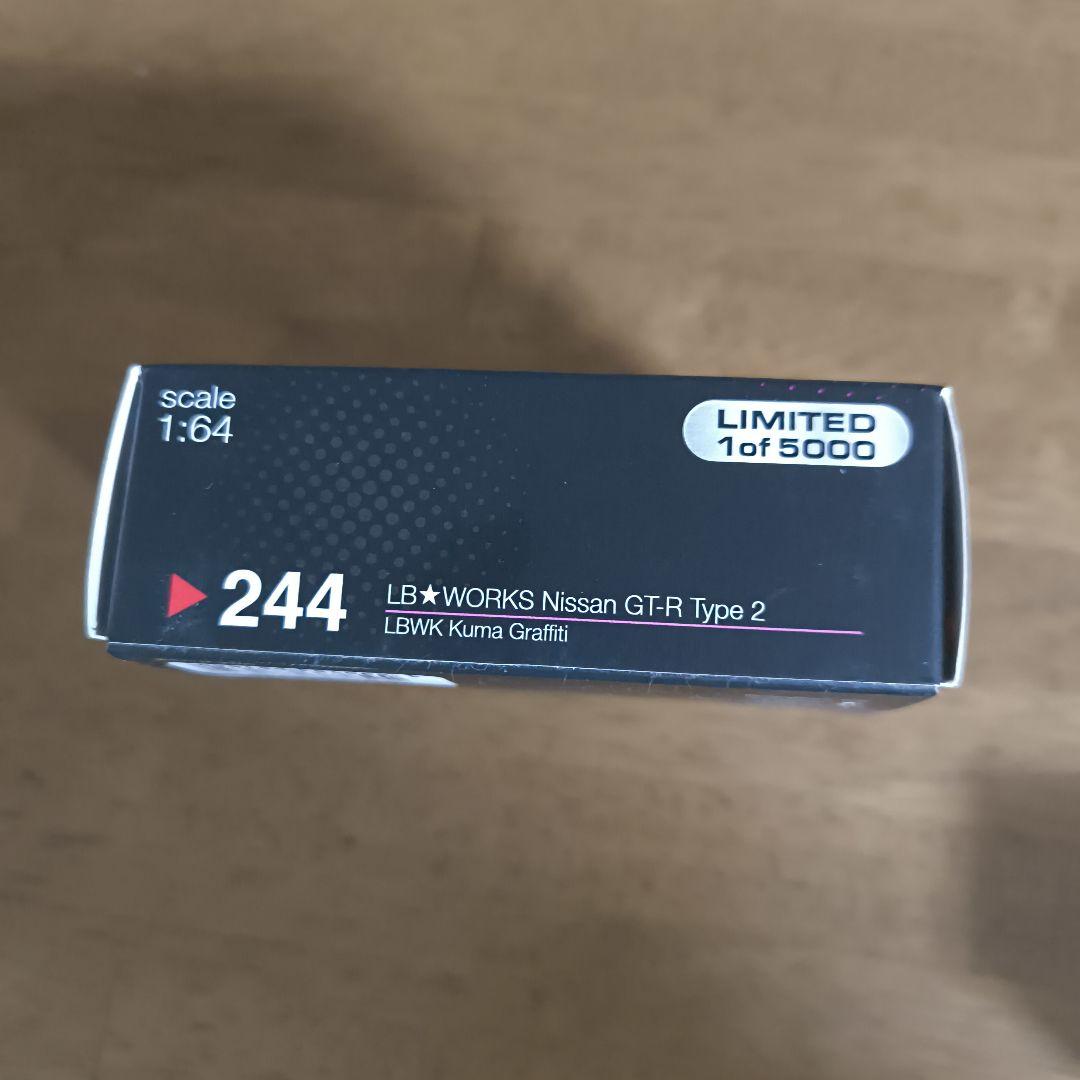 scale
1:64
LIMITED
1of 5000
244
LB★WORKS Nissan GT-R Type 2
LBWK Kuma Graffiti